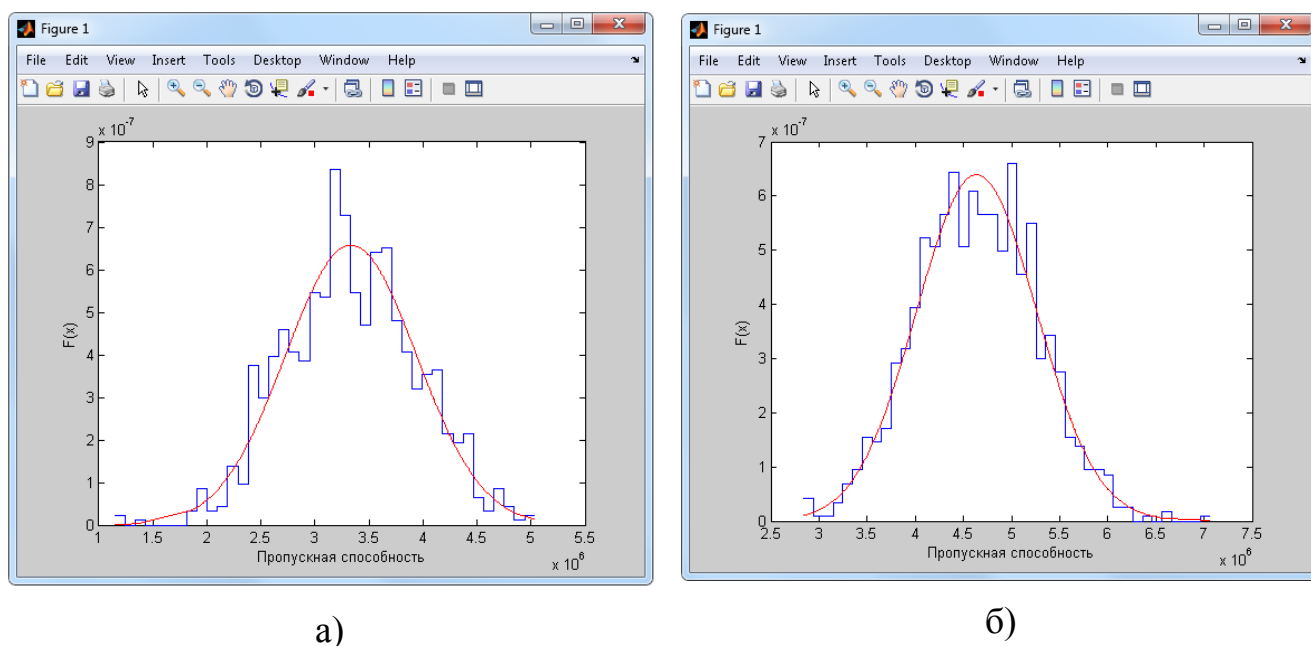 Figure 1
File Edit View Insert Tools Desktop Window Help
x 10^-7
9
8
7
6
5
4
3
2
1
0
F(x)
1 1.5 2 2.5 3 3.5 4 4.5 5 5.5
Пропускная способность
x 10^6
а)
Figure 1
File Edit View Insert Tools Desktop Window Help
x 10^-7
7
6
5
4
3
2
1
0
F(x)
2.5 3 3.5 4 4.5 5 5.5 6 6.5 7 7.5
Пропускная способность
x 10^6
б)